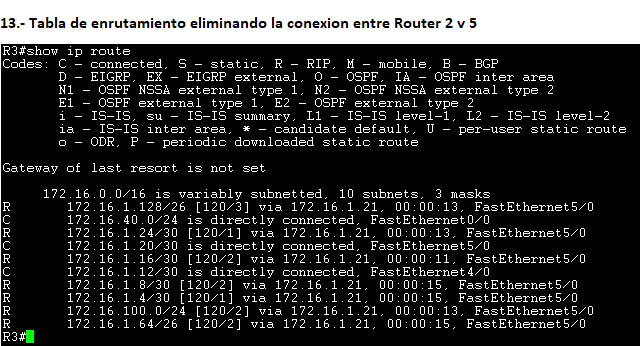 13.- Tabla de enrutamiento eliminando la conexion entre Router 2 v 5
R3#show ip route
Codes: C - connected, S - static, R - RIP, M - mobile, B - BGP
D - EIGRP, EX - EIGRP external, O - OSPF, IA - OSPF inter area
N1 - OSPF NSSA external type 1, N2 - OSPF NSSA external type 2
E1 - OSPF external type 1, E2 - OSPF external type 2
i - IS-IS, su - IS-IS summary, L1 - IS-IS level-1, L2 - IS-IS level-2
ia - IS-IS inter area, * - candidate default, U - per-user static route
o - ODR, P - periodic downloaded static route
Gateway of last resort is not set
172.16.0.0/16 is variably subnetted, 10 subnets, 3 masks
R 172.16.1.128/26 [120/3] via 172.16.1.21, 00:00:13, FastEthernet5/0
C 172.16.40.0/24 is directly connected, FastEthernet0/0
R 172.16.1.24/30 [120/1] via 172.16.1.21, 00:00:13, FastEthernet5/0
C 172.16.1.20/30 is directly connected, FastEthernet5/0
R 172.16.1.16/30 [120/2] via 172.16.1.21, 00:00:11, FastEthernet5/0
C 172.16.1.12/30 is directly connected, FastEthernet4/0
R 172.16.1.8/30 [120/2] via 172.16.1.21, 00:00:15, FastEthernet5/0
R 172.16.1.4/30 [120/1] via 172.16.1.21, 00:00:15, FastEthernet5/0
R 172.16.100.0/24 [120/2] via 172.16.1.21, 00:00:13, FastEthernet5/0
R 172.16.1.64/26 [120/2] via 172.16.1.21, 00:00:15, FastEthernet5/0
R3#